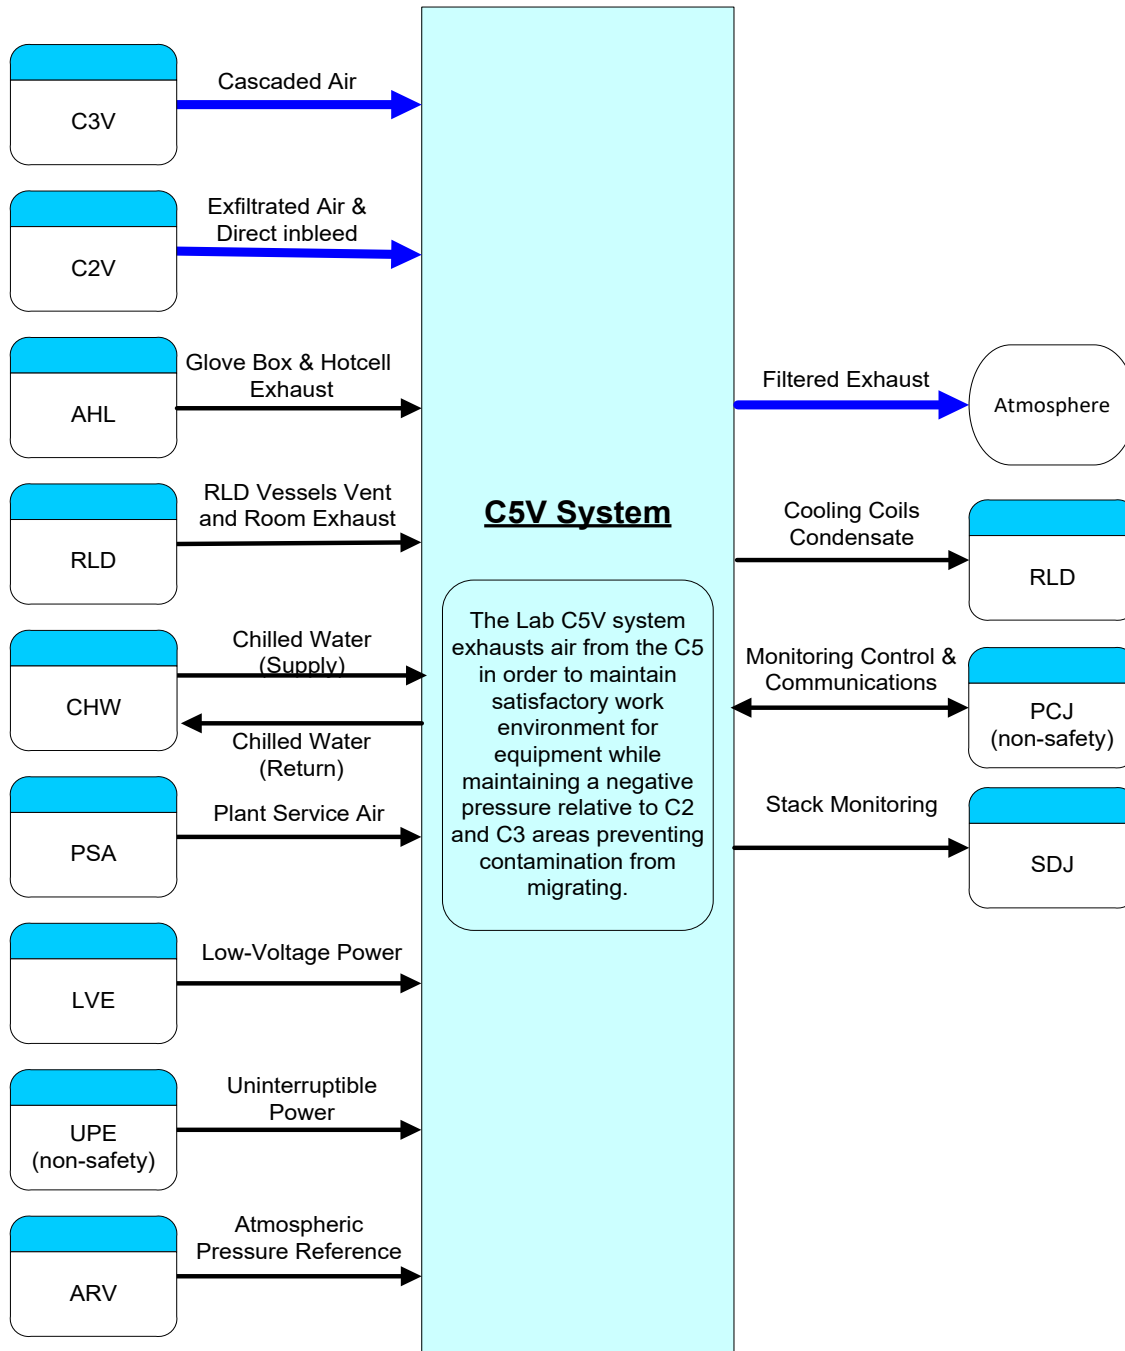 Cascaded Air
C3V
Exfiltrated Air &
Direct inbleed
C2V
Glove Box & Hotcell
Exhaust
AHL
RLD Vessels Vent
and Room Exhaust
RLD
Chilled Water
(Supply)
CHW
Chilled Water
(Return)
Plant Service Air
PSA
Low-Voltage Power
LVE
Uninterruptible
Power
UPE
(non-safety)
Atmospheric
Pressure Reference
ARV
C5V System
The Lab C5V system
exhausts air from the C5
in order to maintain
satisfactory work
environment for
equipment while
maintaining a negative
pressure relative to C2
and C3 areas preventing
contamination from
migrating.
Filtered Exhaust
Atmosphere
Cooling Coils
Condensate
RLD
Monitoring Control &
Communications
PCJ
(non-safety)
Stack Monitoring
SDJ